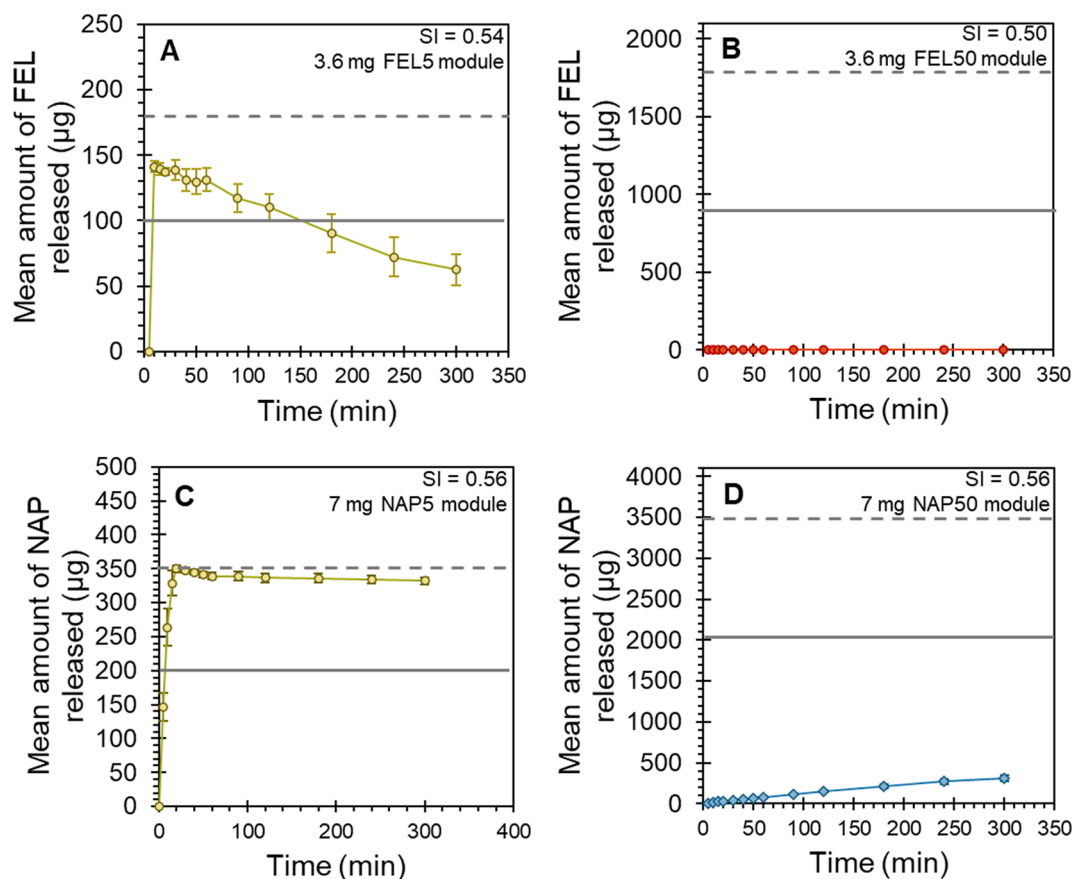 A
SI = 0.54
3.6 mg FEL5 module
Mean amount of FEL
released (µg)
250
200
150
100
50
0
0 50 100 150 200 250 300 350
Time (min)
B
SI = 0.50
3.6 mg FEL50 module
Mean amount of FEL
released (µg)
2000
1500
1000
500
0
0 50 100 150 200 250 300 350
Time (min)
C
SI = 0.56
7 mg NAP5 module
Mean amount of NAP
released (µg)
500
450
400
350
300
250
200
150
100
50
0
0 100 200 300 400
Time (min)
D
SI = 0.56
7 mg NAP50 module
Mean amount of NAP
released (µg)
4000
3500
3000
2500
2000
1500
1000
500
0
0 50 100 150 200 250 300 350
Time (min)